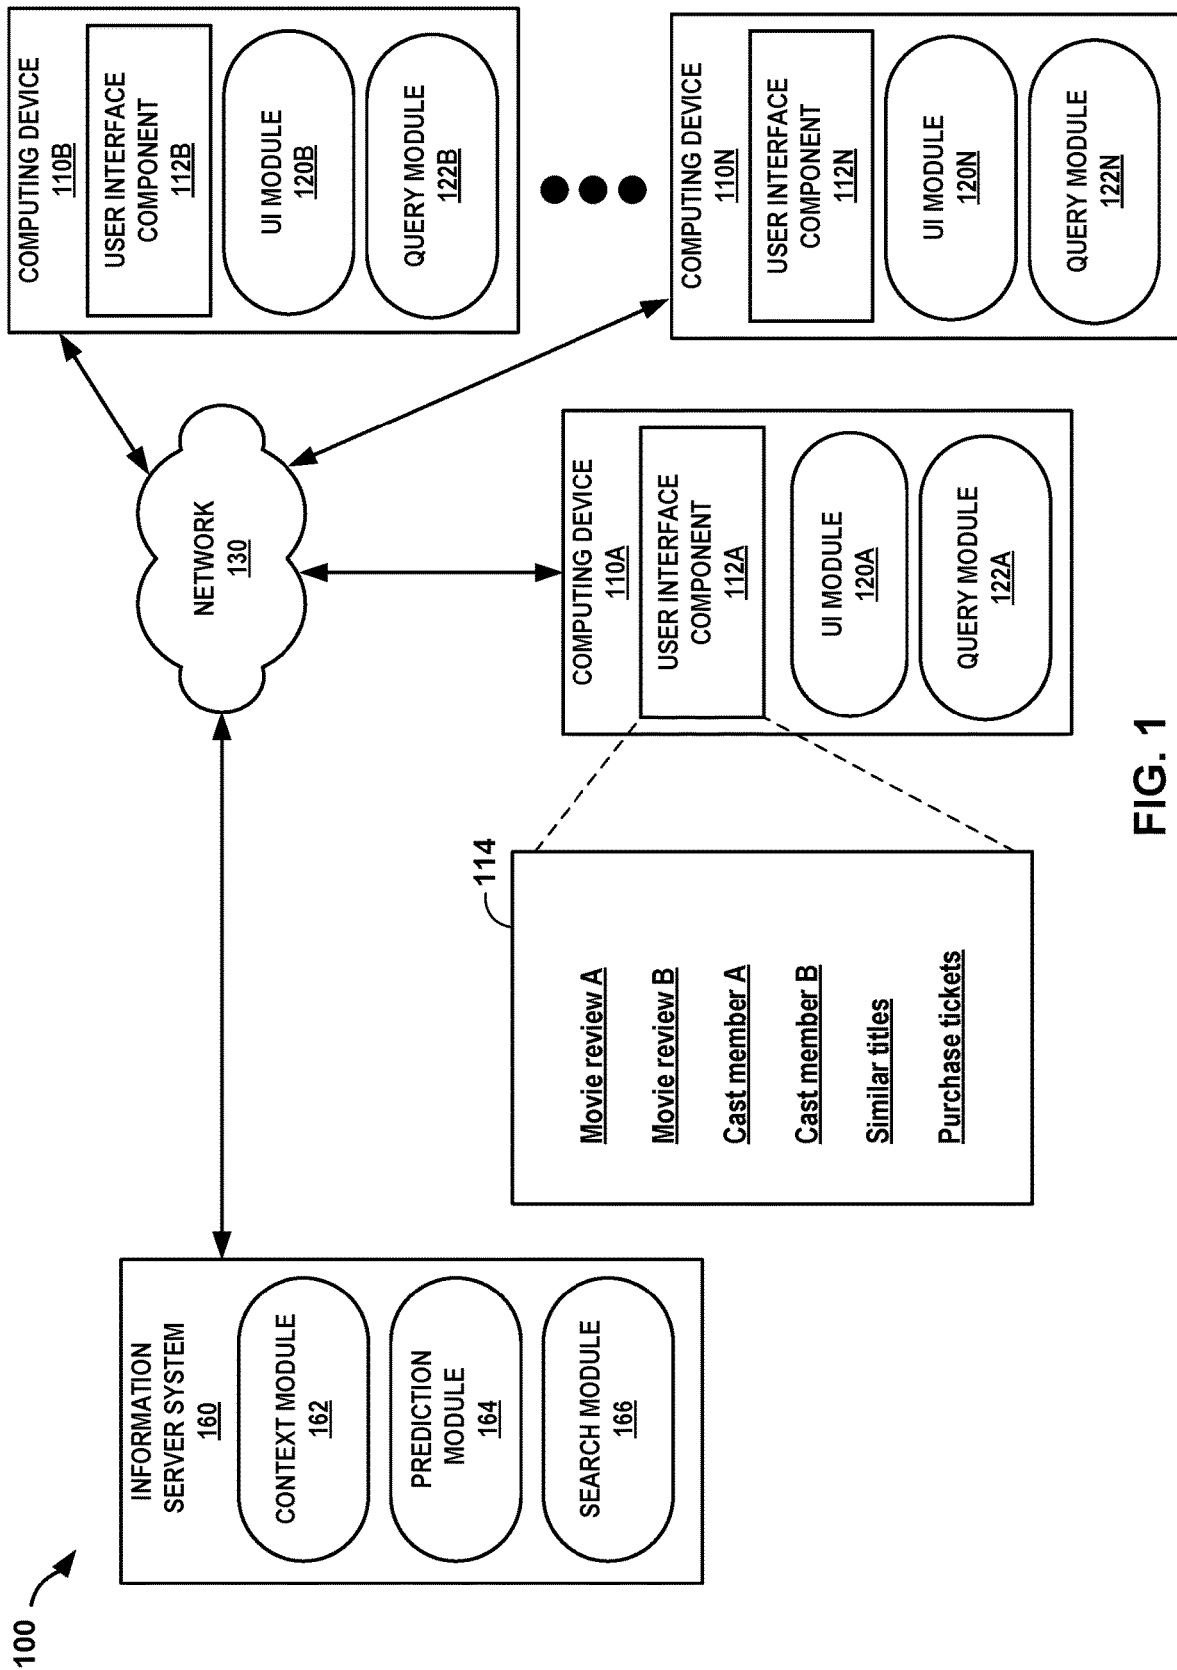 100
INFORMATION
SERVER SYSTEM
160
CONTEXT MODULE
162
PREDICTION
MODULE
164
SEARCH MODULE
166
NETWORK
130
COMPUTING DEVICE
110B
USER INTERFACE
COMPONENT
112B
UI MODULE
120B
QUERY MODULE
122B
114
Movie review A
Movie review B
Cast member A
Cast member B
Similar titles
Purchase tickets
COMPUTING DEVICE
110A
USER INTERFACE
COMPONENT
112A
UI MODULE
120A
QUERY MODULE
122A
COMPUTING DEVICE
110N
USER INTERFACE
COMPONENT
112N
UI MODULE
120N
QUERY MODULE
122N
FIG. 1